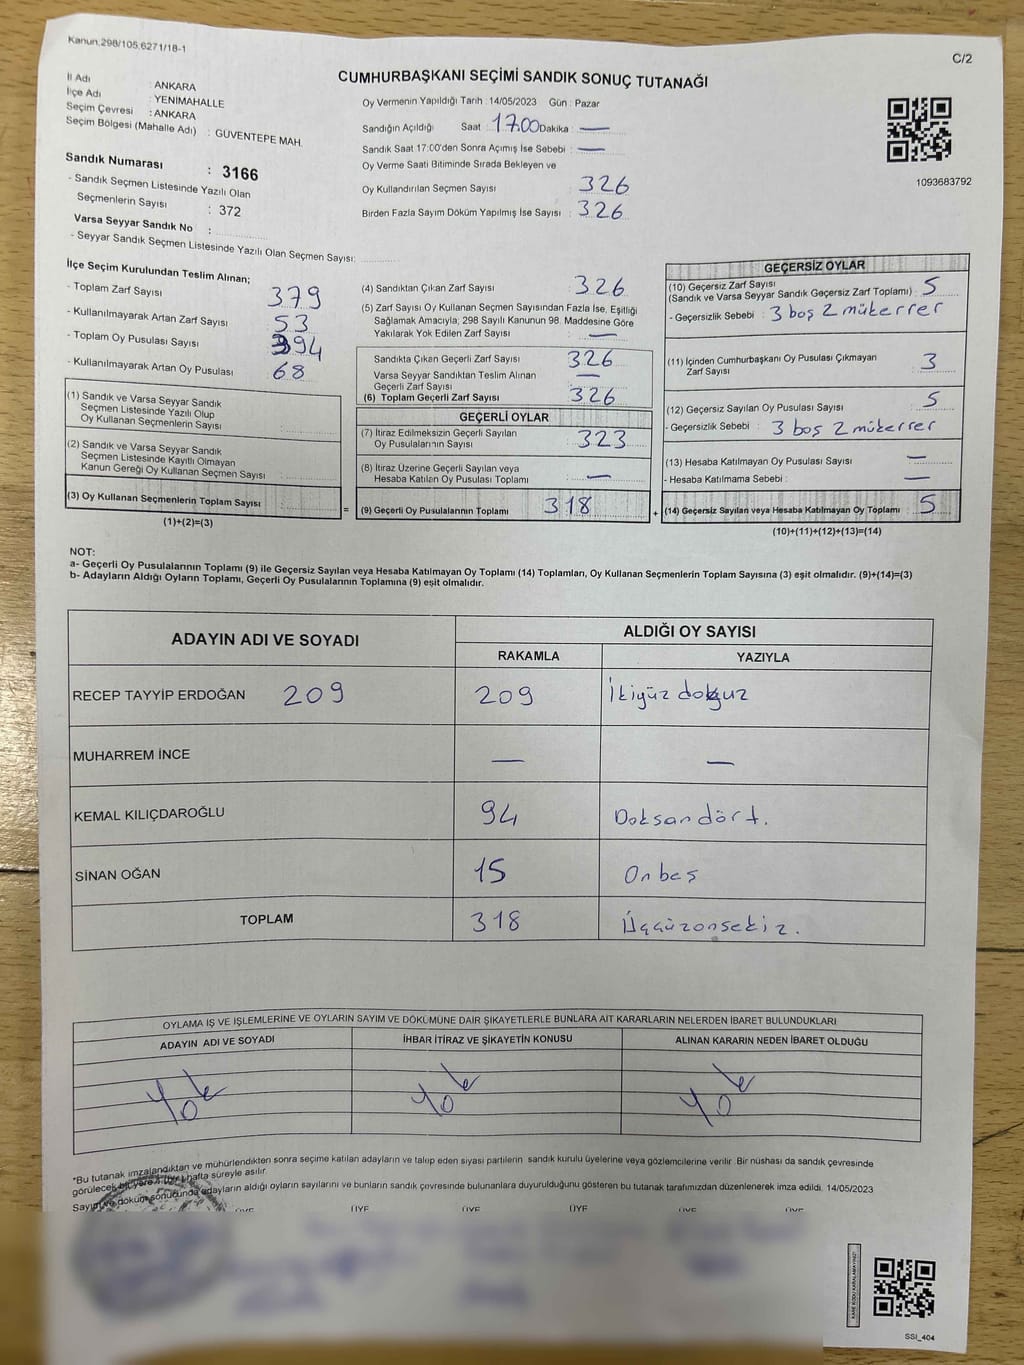 Kanun.298/105,6271/18-1
C/2
CUMHURBAŞKANI SEÇİMİ SANDIK SONUÇ TUTANAĞI
İl Adı : ANKARA
İlçe Adı : YENİMAHALLE
Seçim Çevresi : ANKARA
Seçim Bölgesi (Mahalle Adı) : GÜVENTEPE MAH.
Sandık Numarası : 3166
- Sandık Seçmen Listesinde Yazılı Olan
Seçmenlerin Sayısı : 372
Varsa Seyyar Sandık No :
- Seyyar Sandık Seçmen Listesinde Yazılı Olan Seçmen Sayısı:
Oy Vermenin Yapıldığı Tarih : 14/05/2023 Gün : Pazar
Sandığın Açıldığı Saat : 17.00 Dakika : —
Sandık Saat 17:00'den Sonra Açımış İse Sebebi : —
Oy Verme Saati Bitiminde Sırada Bekleyen ve
Oy Kullandırılan Seçmen Sayısı 326
Birden Fazla Sayım Döküm Yapılmış İse Sayısı : 326
1093683792
İlçe Seçim Kurulundan Teslim Alınan;
- Toplam Zarf Sayısı 379
- Kullanılmayarak Artan Zarf Sayısı 53
- Toplam Oy Pusulası Sayısı 394
- Kullanılmayarak Artan Oy Pusulası 68
(1) Sandık ve Varsa Seyyar Sandık
Seçmen Listesinde Yazılı Olup
Oy Kullanan Seçmenlerin Sayısı
(2) Sandık ve Varsa Seyyar Sandık
Seçmen Listesinde Kayıtlı Olmayan
Kanun Gereği Oy Kullanan Seçmen Sayısı
(3) Oy Kullanan Seçmenlerin Toplam Sayısı :
(1)+(2)=(3)
(4) Sandıktan Çıkan Zarf Sayısı 326
(5) Zarf Sayısı Oy Kullanan Seçmen Sayısından Fazla İse, Eşitliği
Sağlamak Amacıyla; 298 Sayılı Kanunun 98. Maddesine Göre
Yakılarak Yok Edilen Zarf Sayısı —
Sandıkta Çıkan Geçerli Zarf Sayısı 326
Varsa Seyyar Sandıktan Teslim Alınan
Geçerli Zarf Sayısı —
(6) Toplam Geçerli Zarf Sayısı 326
GEÇERLİ OYLAR
(7) İtiraz Edilmeksizin Geçerli Sayılan
Oy Pusulalarının Sayısı 323
(8) İtiraz Üzerine Geçerli Sayılan veya
Hesaba Katılan Oy Pusulası Toplamı —
= (9) Geçerli Oy Pusulalarının Toplamı 318
GEÇERSİZ OYLAR
(10) Geçersiz Zarf Sayısı
(Sandık ve Varsa Seyyar Sandık Geçersiz Zarf Toplamı) : 5
- Geçersizlik Sebebi : 3 boş 2 mükerrer
(11) İçinden Cumhurbaşkanı Oy Pusulası Çıkmayan
Zarf Sayısı 3
(12) Geçersiz Sayılan Oy Pusulası Sayısı 5
- Geçersizlik Sebebi : 3 boş 2 mükerrer
(13) Hesaba Katılmayan Oy Pusulası Sayısı —
- Hesaba Katılmama Sebebi : —
+ (14) Geçersiz Sayılan veya Hesaba Katılmayan Oy Toplamı : 5
(10)+(11)+(12)+(13)=(14)
NOT:
a- Geçerli Oy Pusulalarının Toplamı (9) ile Geçersiz Sayılan veya Hesaba Katılmayan Oy Toplamı (14) Toplamları, Oy Kullanan Seçmenlerin Toplam Sayısına (3) eşit olmalıdır. (9)+(14)=(3)
b- Adayların Aldığı Oyların Toplamı, Geçerli Oy Pusulalarının Toplamına (9) eşit olmalıdır.
ADAYIN ADI VE SOYADI ALDIĞI OY SAYISI
RAKAMLA YAZIYLA
RECEP TAYYİP ERDOĞAN 209 209 İkiyüz dokuz
MUHARREM İNCE — —
KEMAL KILIÇDAROĞLU 94 Doksandört.
SİNAN OĞAN 15 Onbeş
TOPLAM 318 Üçyüzonsekiz.
OYLAMA İŞ VE İŞLEMLERİNE VE OYLARIN SAYIM VE DÖKÜMÜNE DAİR ŞİKAYETLERLE BUNLARA AİT KARARLARIN NELERDEN İBARET BULUNDUKLARI
ADAYIN ADI VE SOYADI İHBAR İTİRAZ VE ŞİKAYETİN KONUSU ALINAN KARARIN NEDEN İBARET OLDUĞU
Yok Yok Yok
*Bu tutanak imzalandıktan ve mühürlendikten sonra seçime katılan adayların ve talep eden siyasi partilerin sandık kurulu üyelerine veya gözlemcilerine verilir. Bir nüshası da sandık çevresinde
görülecek bir yere 1 (bir) hafta süreyle asılır.
Sayım ve döküm sonucunda adayların aldığı oyların sayılarını ve bunların sandık çevresinde bulunanlara duyurulduğunu gösteren bu tutanak tarafımızdan düzenlenerek imza edildi. 14/05/2023
ÜYE ÜYE ÜYE ÜYE ÜYE ÜYE
SSI_404